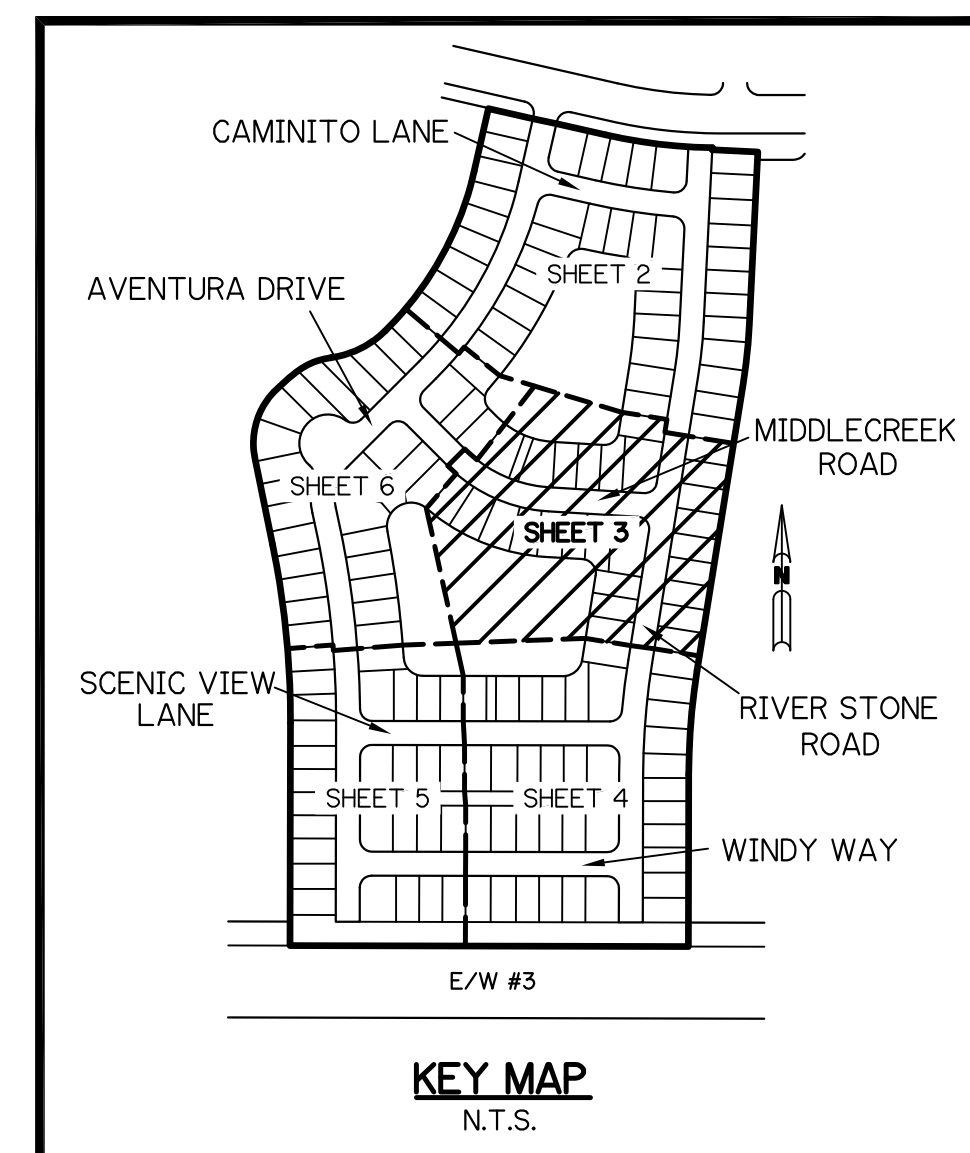 CAMINITO LANE
SHEET 2
AVENTURA DRIVE
MIDDLECREEK
ROAD
SHEET 6
SHEET 3
N
SCENIC VIEW
LANE
RIVER STONE
ROAD
SHEET 5
SHEET 4
WINDY WAY
E/W #3
KEY MAP
N.T.S.